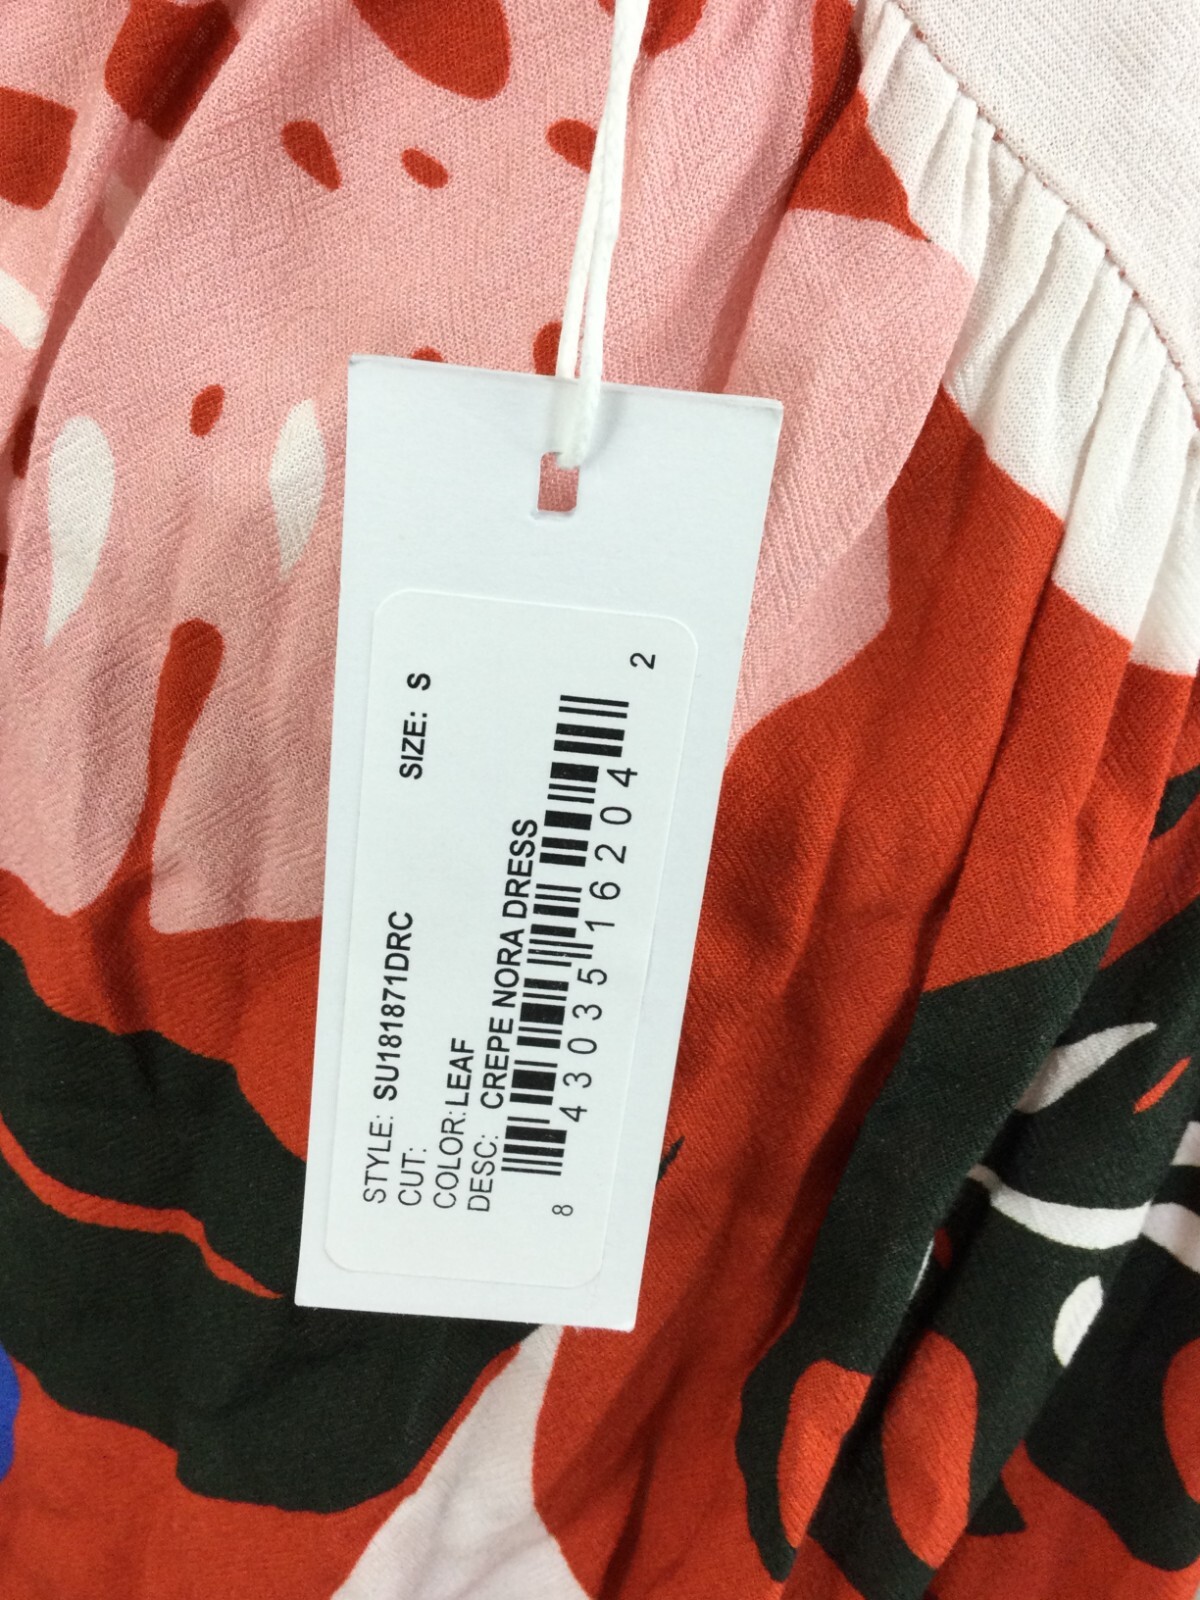 STYLE: SU181871DRC SIZE: S
CUT:
COLOR: LEAF
DESC: CREPE NORA DRESS
8 43035 16204 2